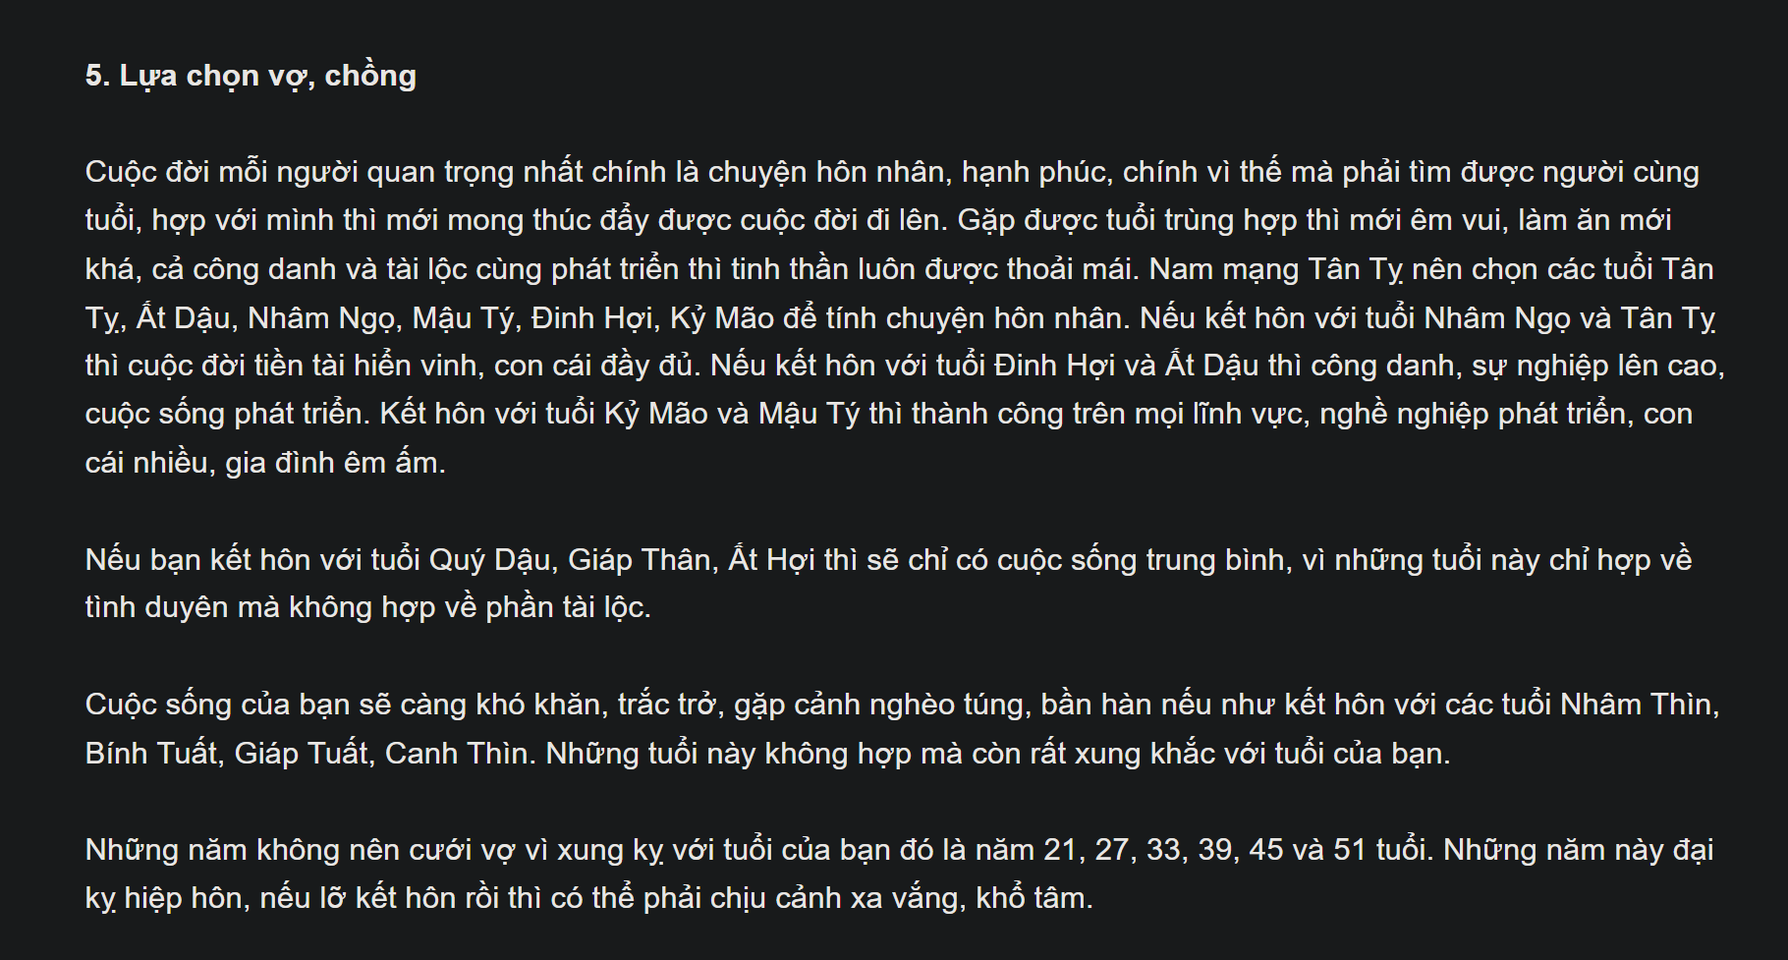 5. Lựa chọn vợ, chồng
Cuộc đời mỗi người quan trọng nhất chính là chuyện hôn nhân, hạnh phúc, chính vì thế mà phải tìm được người cùng
tuổi, hợp với mình thì mới mong thúc đẩy được cuộc đời đi lên. Gặp được tuổi trùng hợp thì mới êm vui, làm ăn mới
khá, cả công danh và tài lộc cùng phát triển thì tinh thần luôn được thoải mái. Nam mạng Tân Tỵ nên chọn các tuổi Tân
Tỵ, Ất Dậu, Nhâm Ngọ, Mậu Tý, Đinh Hợi, Kỷ Mão để tính chuyện hôn nhân. Nếu kết hôn với tuổi Nhâm Ngọ và Tân Tỵ
thì cuộc đời tiền tài hiển vinh, con cái đầy đủ. Nếu kết hôn với tuổi Đinh Hợi và Ất Dậu thì công danh, sự nghiệp lên cao,
cuộc sống phát triển. Kết hôn với tuổi Kỷ Mão và Mậu Tý thì thành công trên mọi lĩnh vực, nghề nghiệp phát triển, con
cái nhiều, gia đình êm ấm.
Nếu bạn kết hôn với tuổi Quý Dậu, Giáp Thân, Ất Hợi thì sẽ chỉ có cuộc sống trung bình, vì những tuổi này chỉ hợp về
tình duyên mà không hợp về phần tài lộc.
Cuộc sống của bạn sẽ càng khó khăn, trắc trở, gặp cảnh nghèo túng, bần hàn nếu như kết hôn với các tuổi Nhâm Thìn,
Bính Tuất, Giáp Tuất, Canh Thìn. Những tuổi này không hợp mà còn rất xung khắc với tuổi của bạn.
Những năm không nên cưới vợ vì xung kỵ với tuổi của bạn đó là năm 21, 27, 33, 39, 45 và 51 tuổi. Những năm này đại
kỵ hiệp hôn, nếu lỡ kết hôn rồi thì có thể phải chịu cảnh xa vắng, khổ tâm.